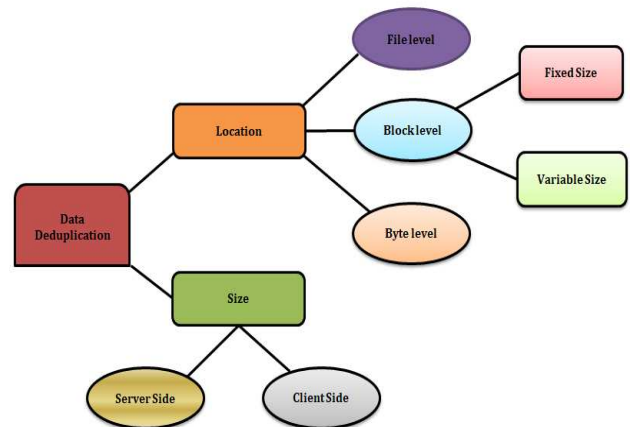 File level
Fixed Size
Location
Block level
Variable Size
Data
Deduplication
Byte level
Size
Server Side
Client Side